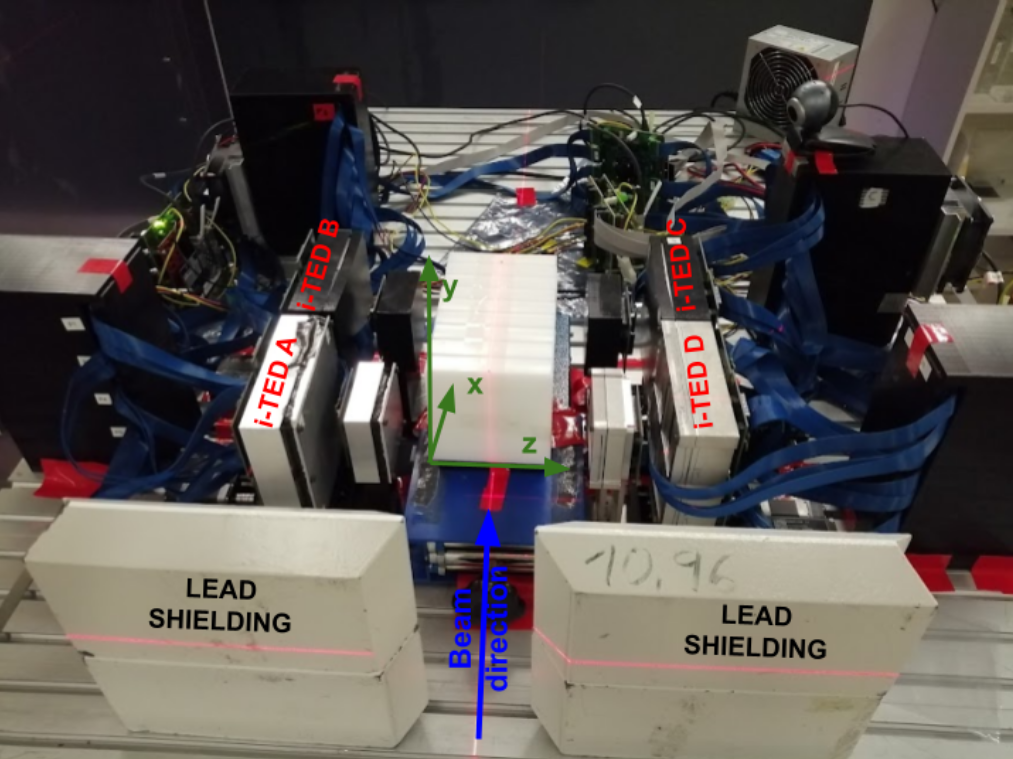 i-TED B
i-TED C
y
i-TED A
i-TED D
x
z
Beam
direction
10.96
LEAD
SHIELDING
LEAD
SHIELDING